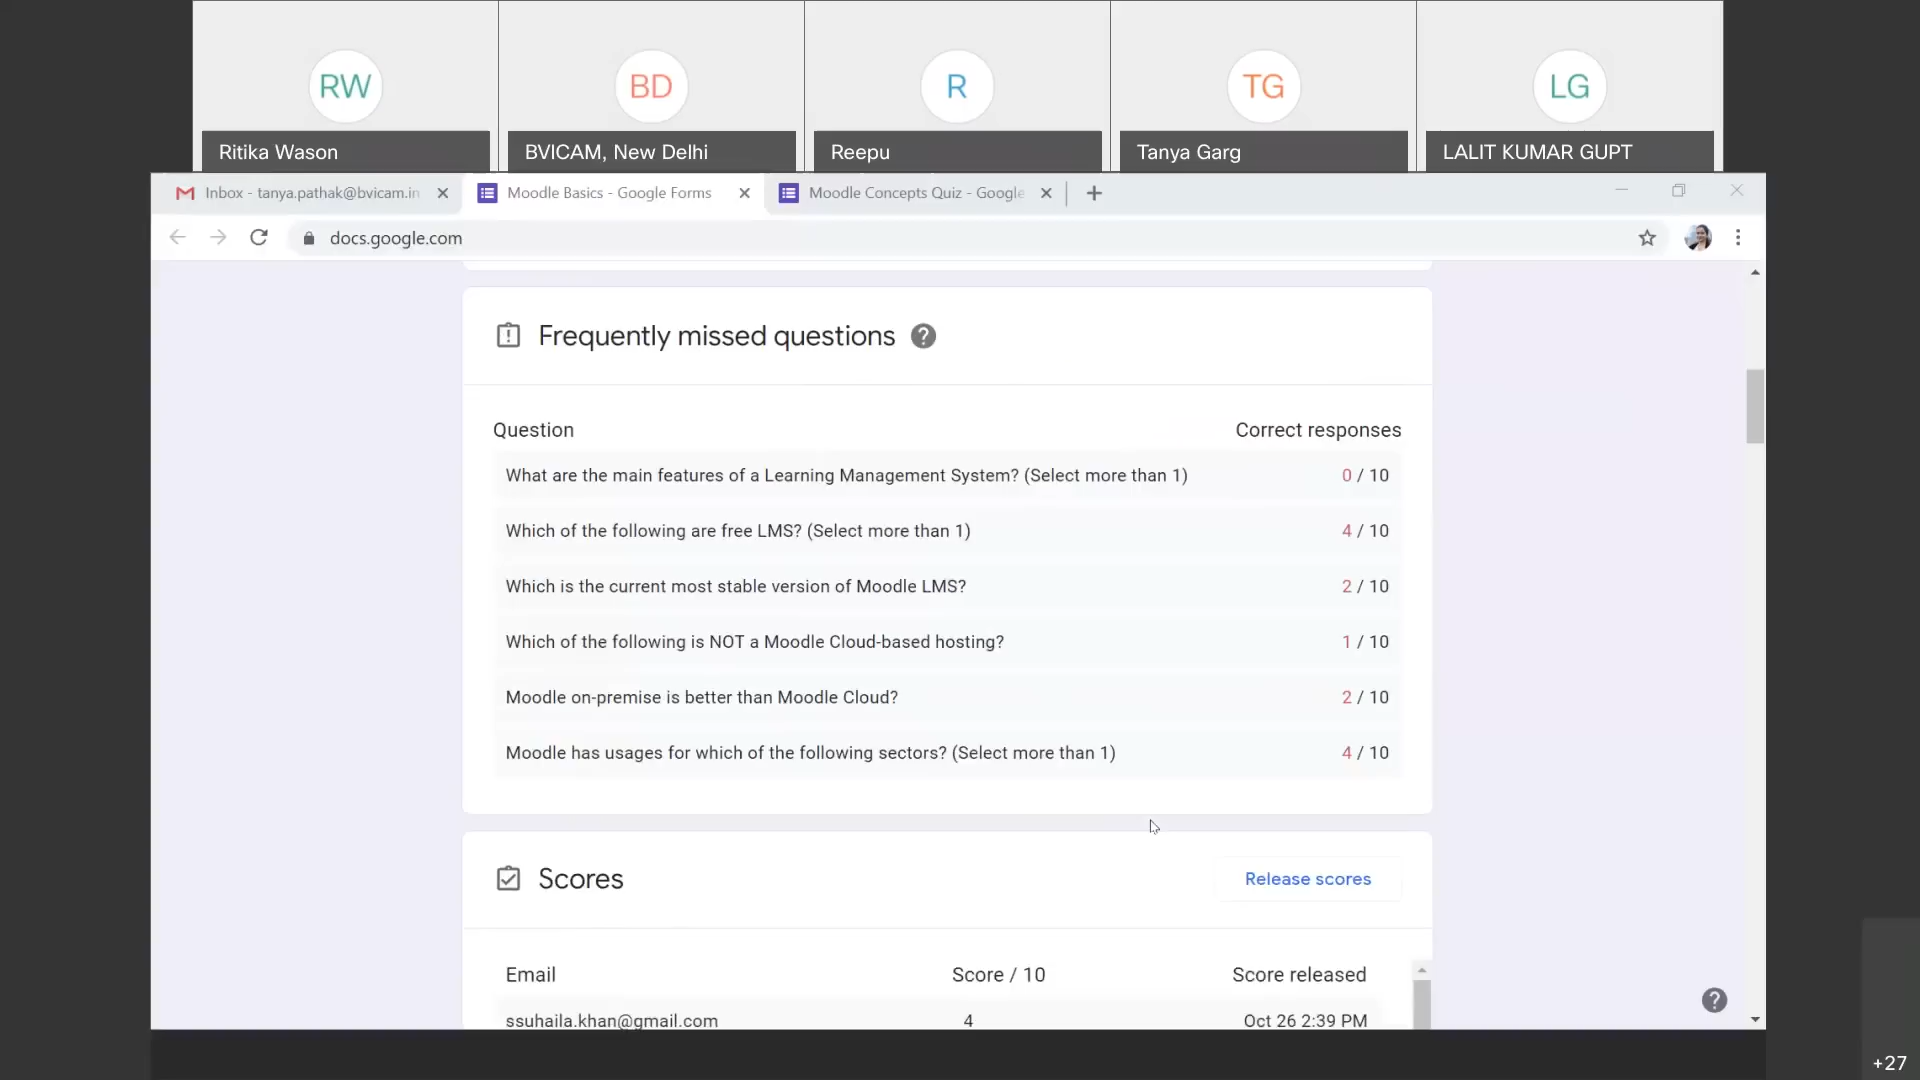 RW
BD
R
TG
LG
Ritika Wason
BVICAM, New Delhi
Reepu
Tanya Garg
LALIT KUMAR GUPT
Inbox - tanya.pathak@bvicam.in
Moodle Basics - Google Forms
Moodle Concepts Quiz - Google
docs.google.com
Frequently missed questions
Question Correct responses
What are the main features of a Learning Management System? (Select more than 1) 0 / 10
Which of the following are free LMS? (Select more than 1) 4 / 10
Which is the current most stable version of Moodle LMS? 2 / 10
Which of the following is NOT a Moodle Cloud-based hosting? 1 / 10
Moodle on-premise is better than Moodle Cloud? 2 / 10
Moodle has usages for which of the following sectors? (Select more than 1) 4 / 10
Scores Release scores
Email Score / 10 Score released
ssuhaila.khan@gmail.com 4 Oct 26 2:39 PM
+27